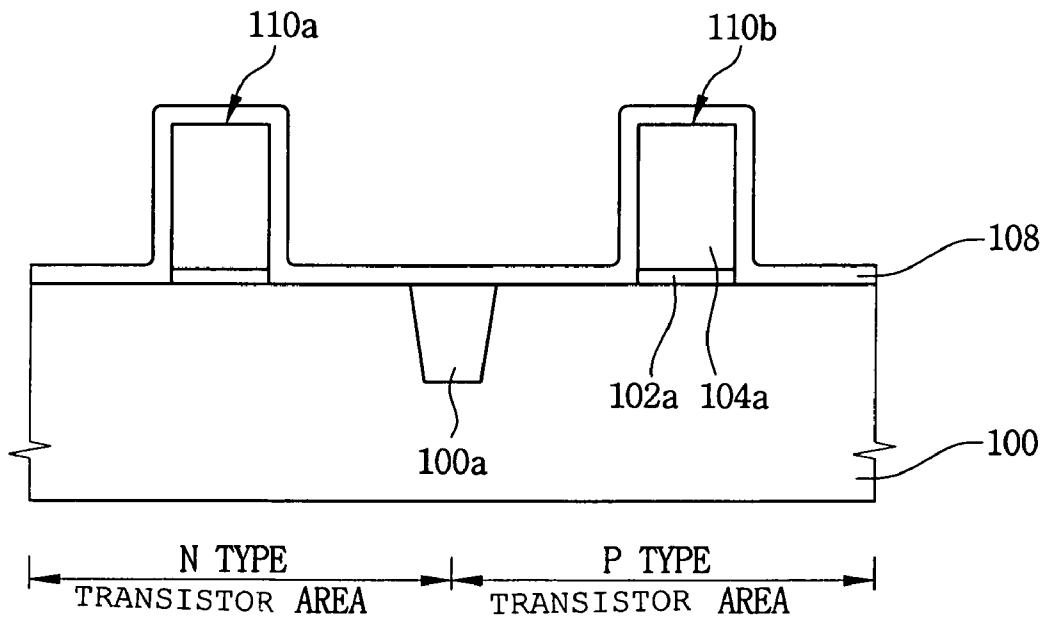 110a
110b
108
102a
104a
100a
100
N TYPE
TRANSISTOR AREA
P TYPE
TRANSISTOR AREA